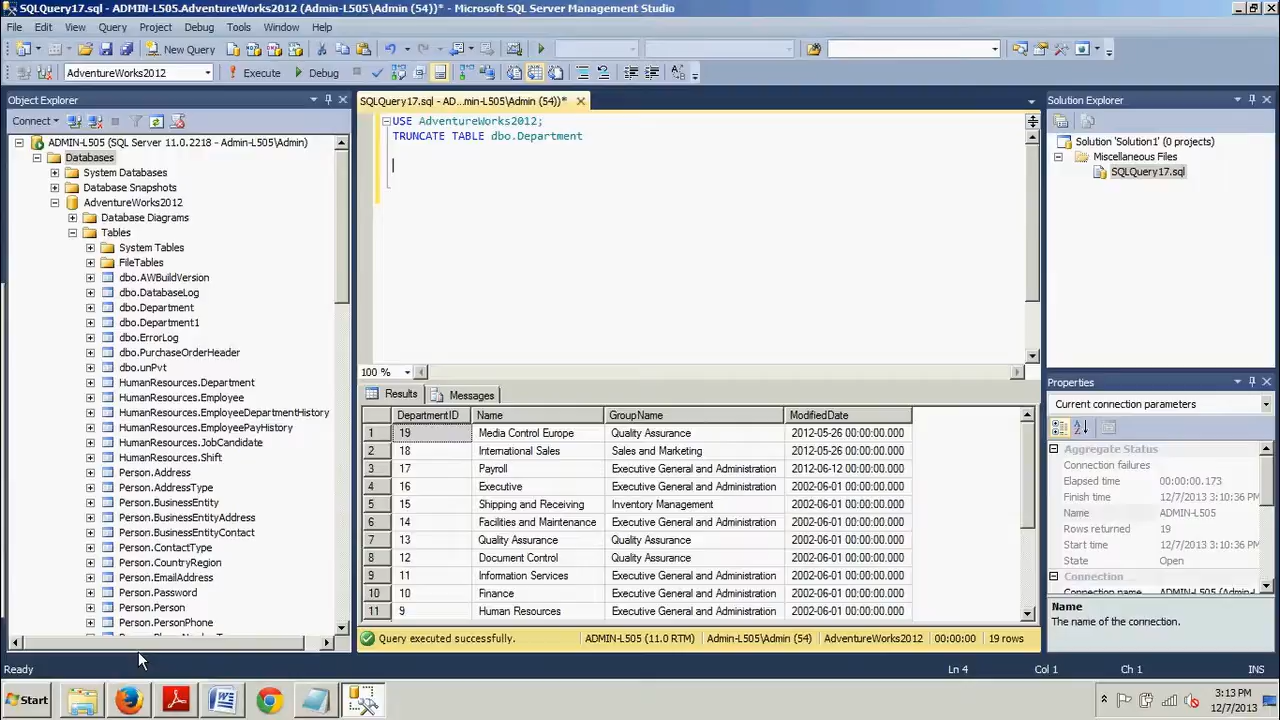 SQLQuery17.sql - ADMIN-L505.AdventureWorks2012 (Admin-L505\Admin (54))* - Microsoft SQL Server Management Studio
File Edit View Query Project Debug Tools Window Help
New Query
AdventureWorks2012 Execute Debug
Object Explorer
Connect
ADMIN-L505 (SQL Server 11.0.2218 - Admin-L505\Admin)
Databases
System Databases
Database Snapshots
AdventureWorks2012
Database Diagrams
Tables
System Tables
FileTables
dbo.AWBuildVersion
dbo.DatabaseLog
dbo.Department
dbo.Department1
dbo.ErrorLog
dbo.PurchaseOrderHeader
dbo.unPvt
HumanResources.Department
HumanResources.Employee
HumanResources.EmployeeDepartmentHistory
HumanResources.EmployeePayHistory
HumanResources.JobCandidate
HumanResources.Shift
Person.Address
Person.AddressType
Person.BusinessEntity
Person.BusinessEntityAddress
Person.BusinessEntityContact
Person.ContactType
Person.CountryRegion
Person.EmailAddress
Person.Password
Person.Person
Person.PersonPhone
SQLQuery17.sql - AD...min-L505\Admin (54))*
USE AdventureWorks2012;
TRUNCATE TABLE dbo.Department
100 %
Results Messages
DepartmentID Name GroupName ModifiedDate
1 19 Media Control Europe Quality Assurance 2012-05-26 00:00:00.000
2 18 International Sales Sales and Marketing 2012-05-26 00:00:00.000
3 17 Payroll Executive General and Administration 2012-06-12 00:00:00.000
4 16 Executive Executive General and Administration 2002-06-01 00:00:00.000
5 15 Shipping and Receiving Inventory Management 2002-06-01 00:00:00.000
6 14 Facilities and Maintenance Executive General and Administration 2002-06-01 00:00:00.000
7 13 Quality Assurance Quality Assurance 2002-06-01 00:00:00.000
8 12 Document Control Quality Assurance 2002-06-01 00:00:00.000
9 11 Information Services Executive General and Administration 2002-06-01 00:00:00.000
10 10 Finance Executive General and Administration 2002-06-01 00:00:00.000
11 9 Human Resources Executive General and Administration 2002-06-01 00:00:00.000
Query executed successfully. ADMIN-L505 (11.0 RTM) Admin-L505\Admin (54) AdventureWorks2012 00:00:00 19 rows
Solution Explorer
Solution 'Solution1' (0 projects)
Miscellaneous Files
SQLQuery17.sql
Properties
Current connection parameters
Aggregate Status
Connection failures
Elapsed time 00:00:00.173
Finish time 12/7/2013 3:10:36 PM
Name ADMIN-L505
Rows returned 19
Start time 12/7/2013 3:10:36 PM
State Open
Connection
Connection name ADMIN-L505 (Admin-
Name
The name of the connection.
Ready Ln 4 Col 1 Ch 1 INS
Start
3:13 PM
12/7/2013